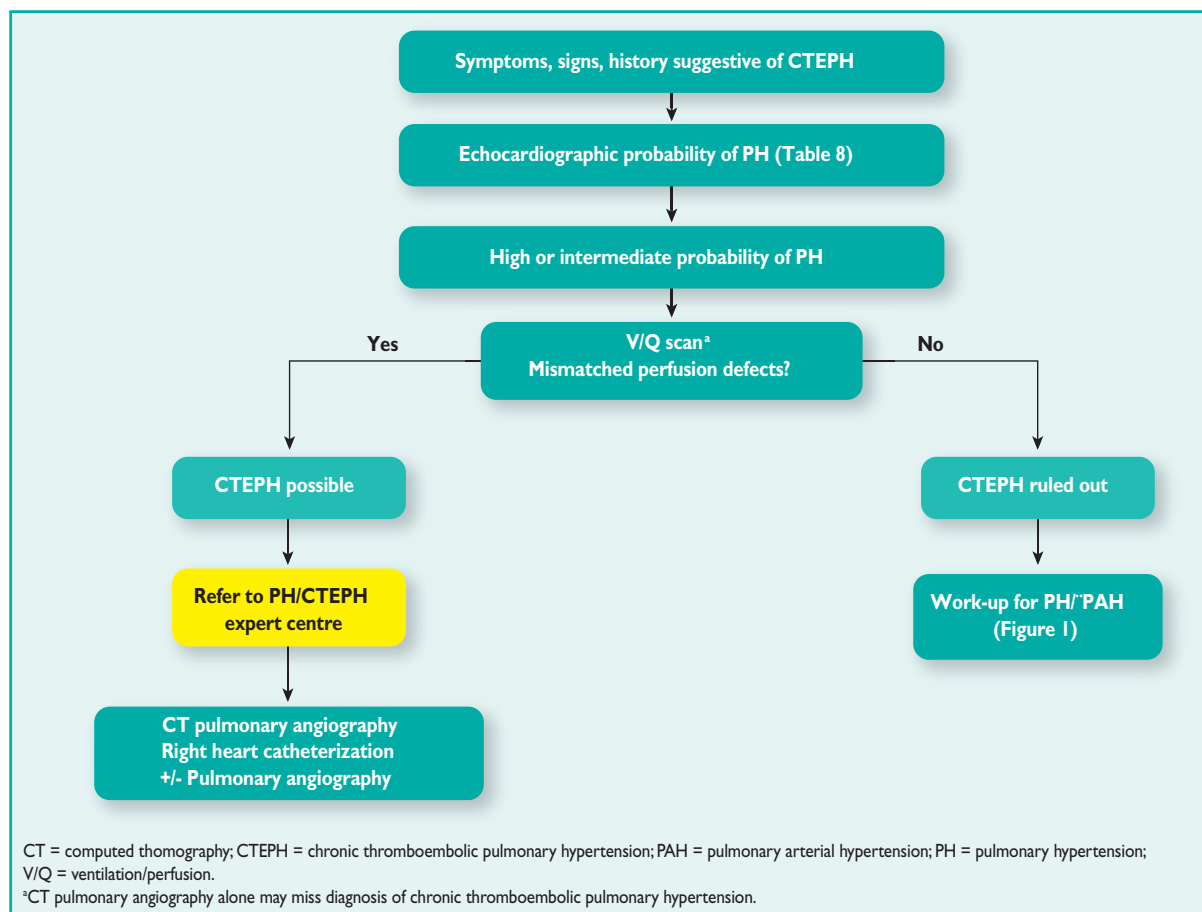 Symptoms, signs, history suggestive of CTEPH
Echocardiographic probability of PH (Table 8)
High or intermediate probability of PH
Yes
V/Q scanᵃ
Mismatched perfusion defects?
No
CTEPH possible
CTEPH ruled out
Refer to PH/CTEPH
expert centre
Work-up for PH/¨PAH
(Figure 1)
CT pulmonary angiography
Right heart catheterization
+/- Pulmonary angiography
CT = computed thomography; CTEPH = chronic thromboembolic pulmonary hypertension; PAH = pulmonary arterial hypertension; PH = pulmonary hypertension;
V/Q = ventilation/perfusion.
ᵃCT pulmonary angiography alone may miss diagnosis of chronic thromboembolic pulmonary hypertension.